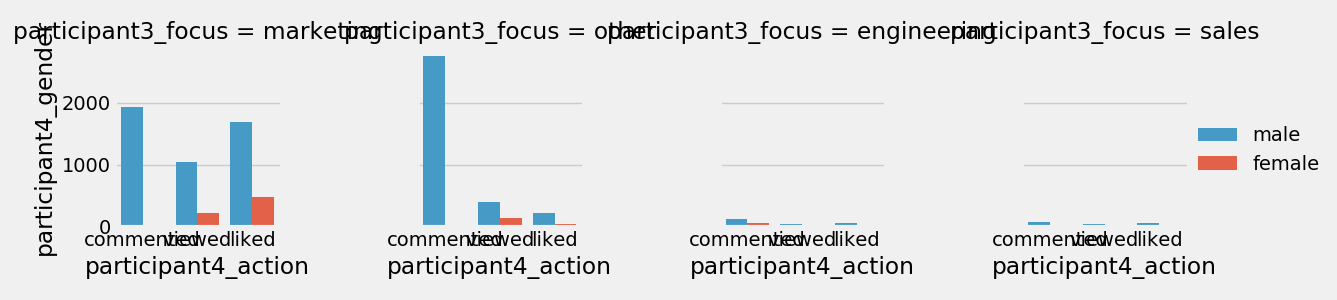 participant3_focus = marketing
participant3_focus = other
participant3_focus = engineering
participant3_focus = sales
participant4_gender
2000
1000
0
commented
viewed
liked
commented
viewed
liked
commented
viewed
liked
commented
viewed
liked
participant4_action
participant4_action
participant4_action
participant4_action
male
female